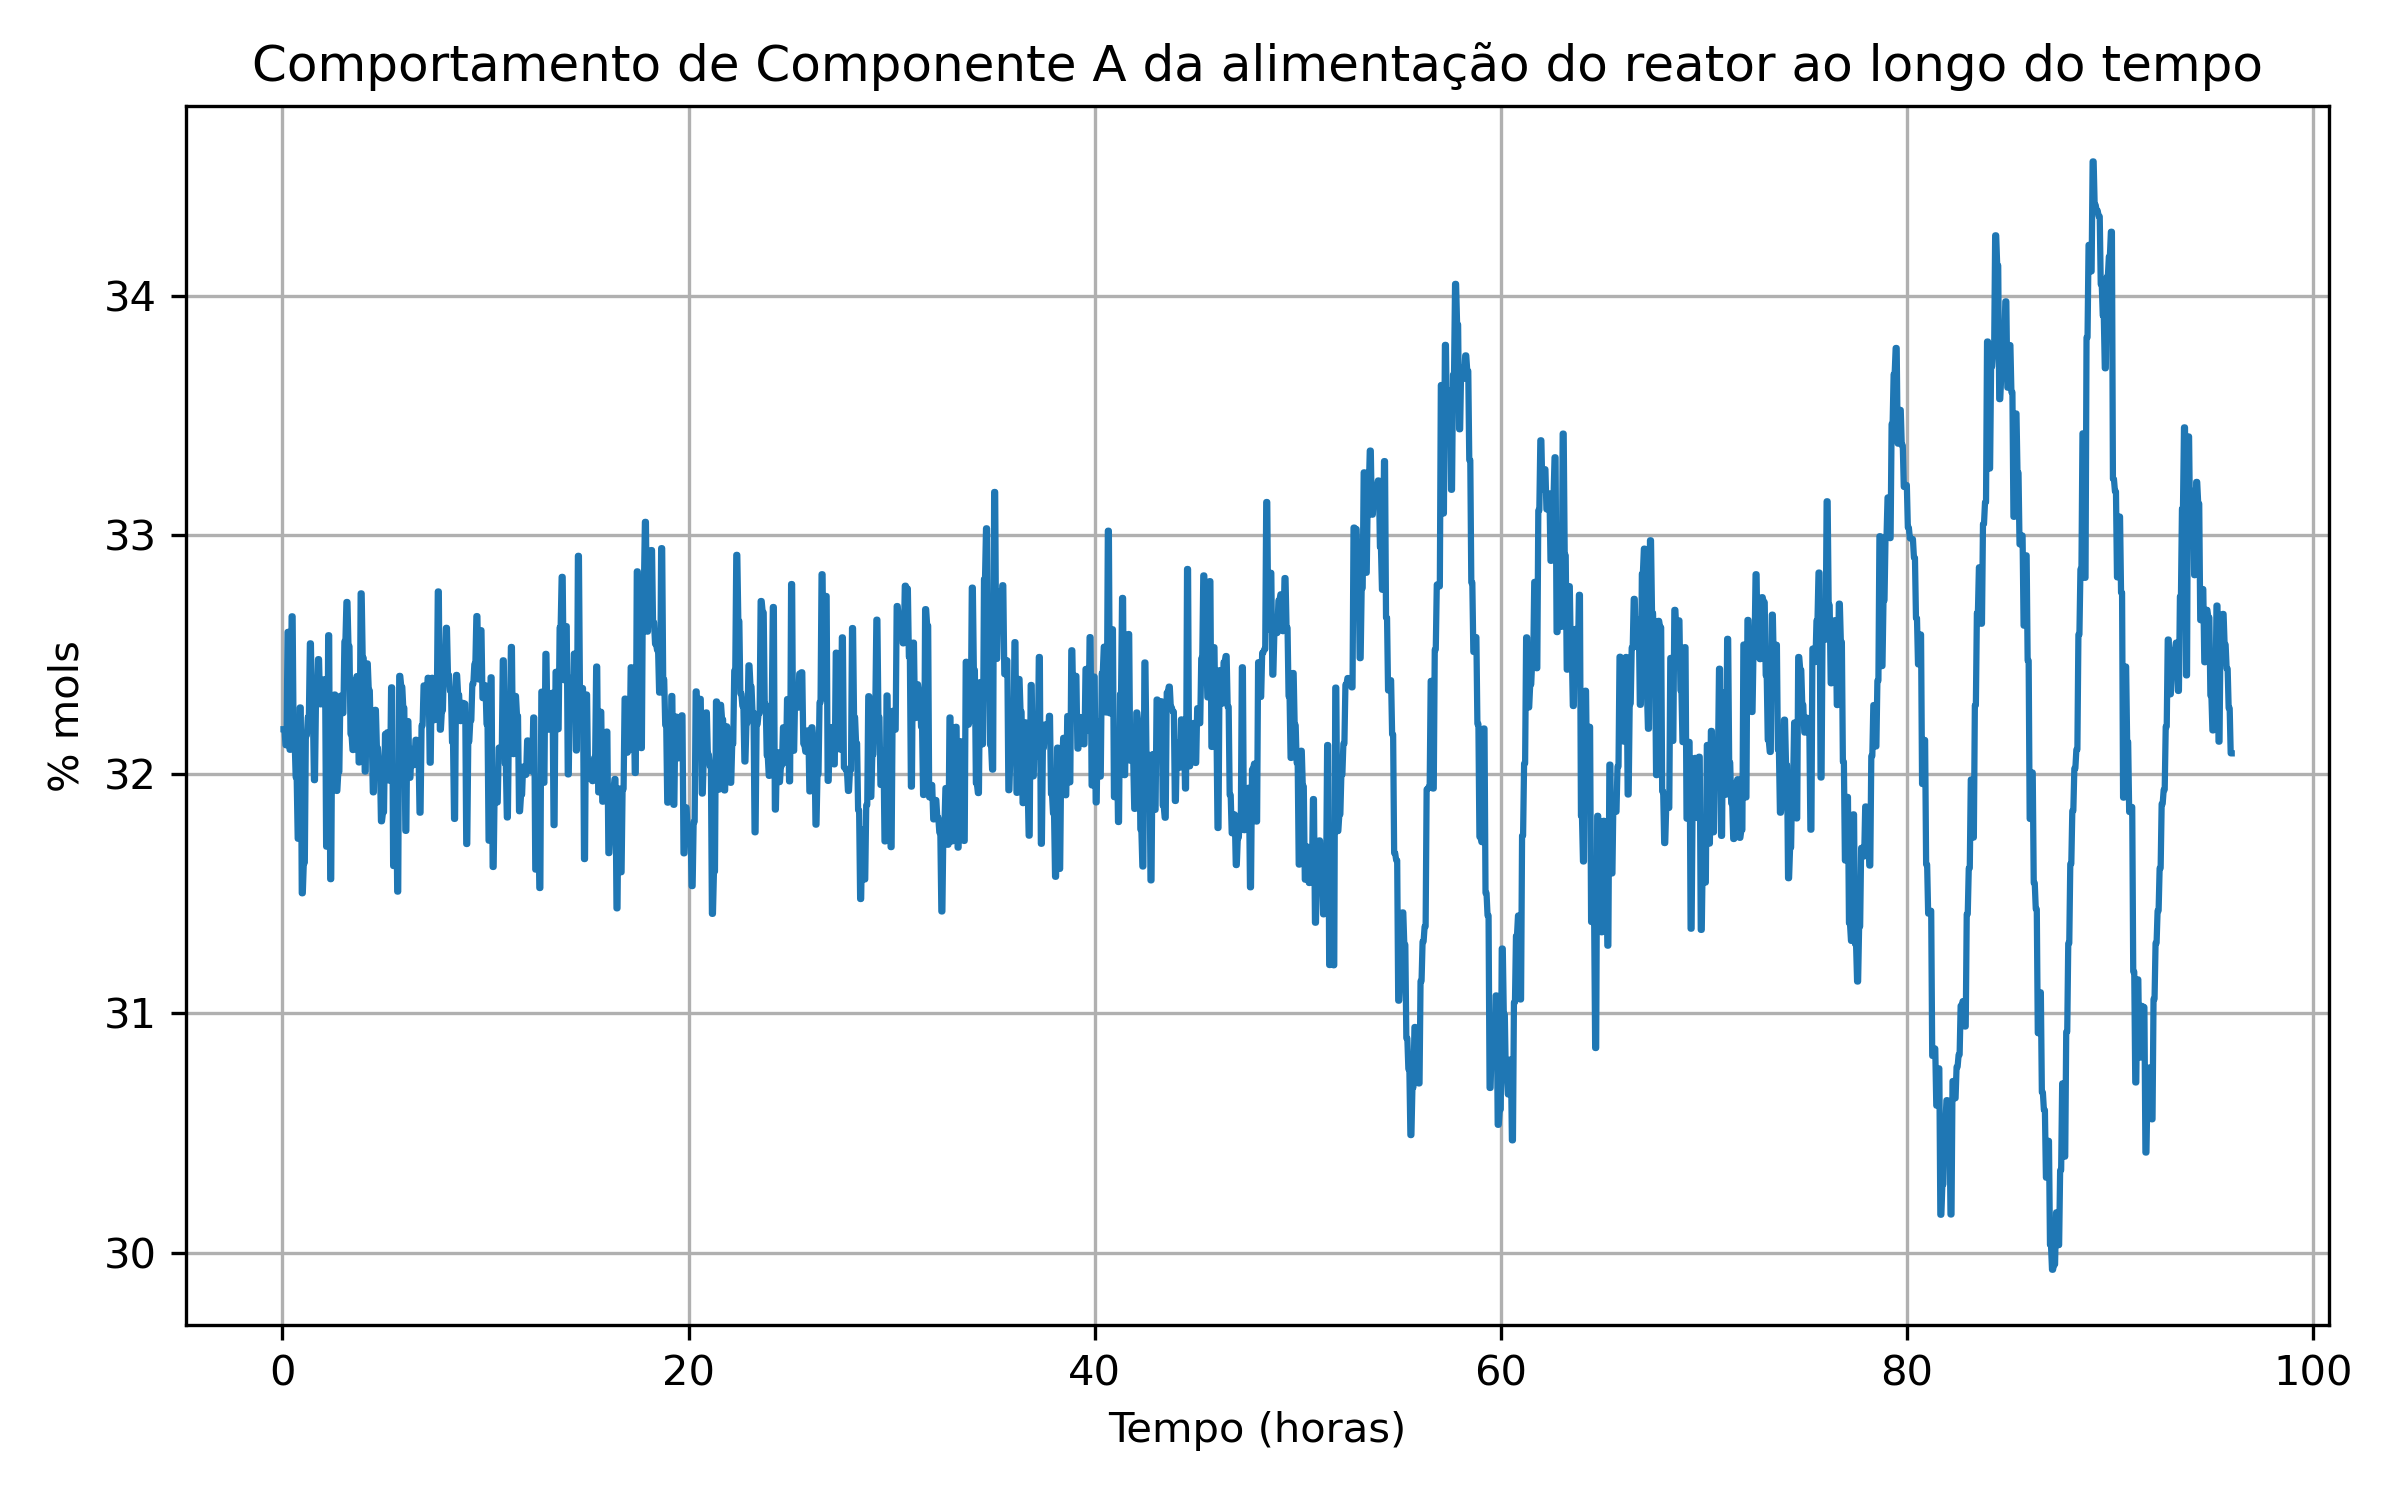 Comportamento de Componente A da alimentação do reator ao longo do tempo
% mols
34
33
32
31
30
0 20 40 60 80 100
Tempo (horas)